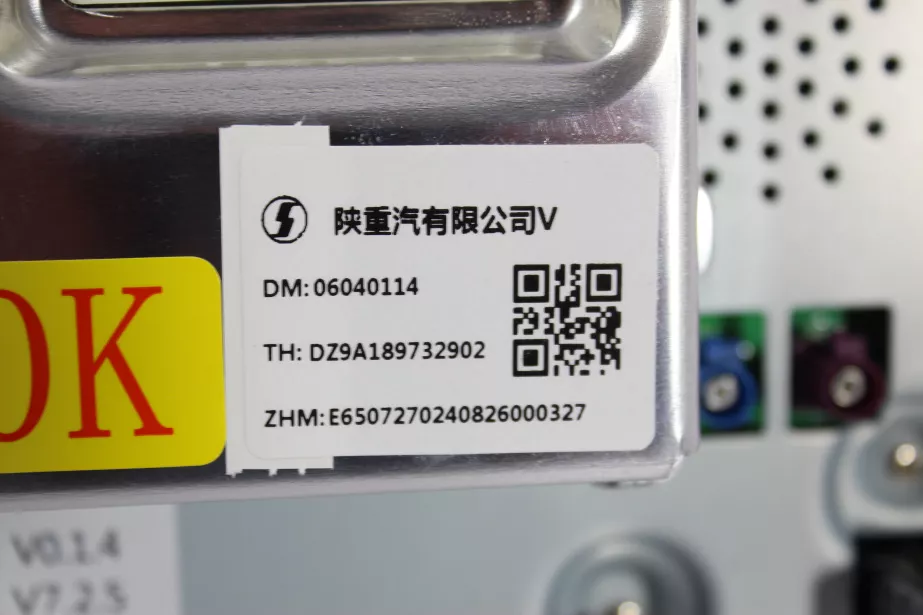 陕重汽有限公司V
DM: 06040114
TH: DZ9A189732902
ZHM: E6507270240826000327
OK
V0.1.4
V7.2.5